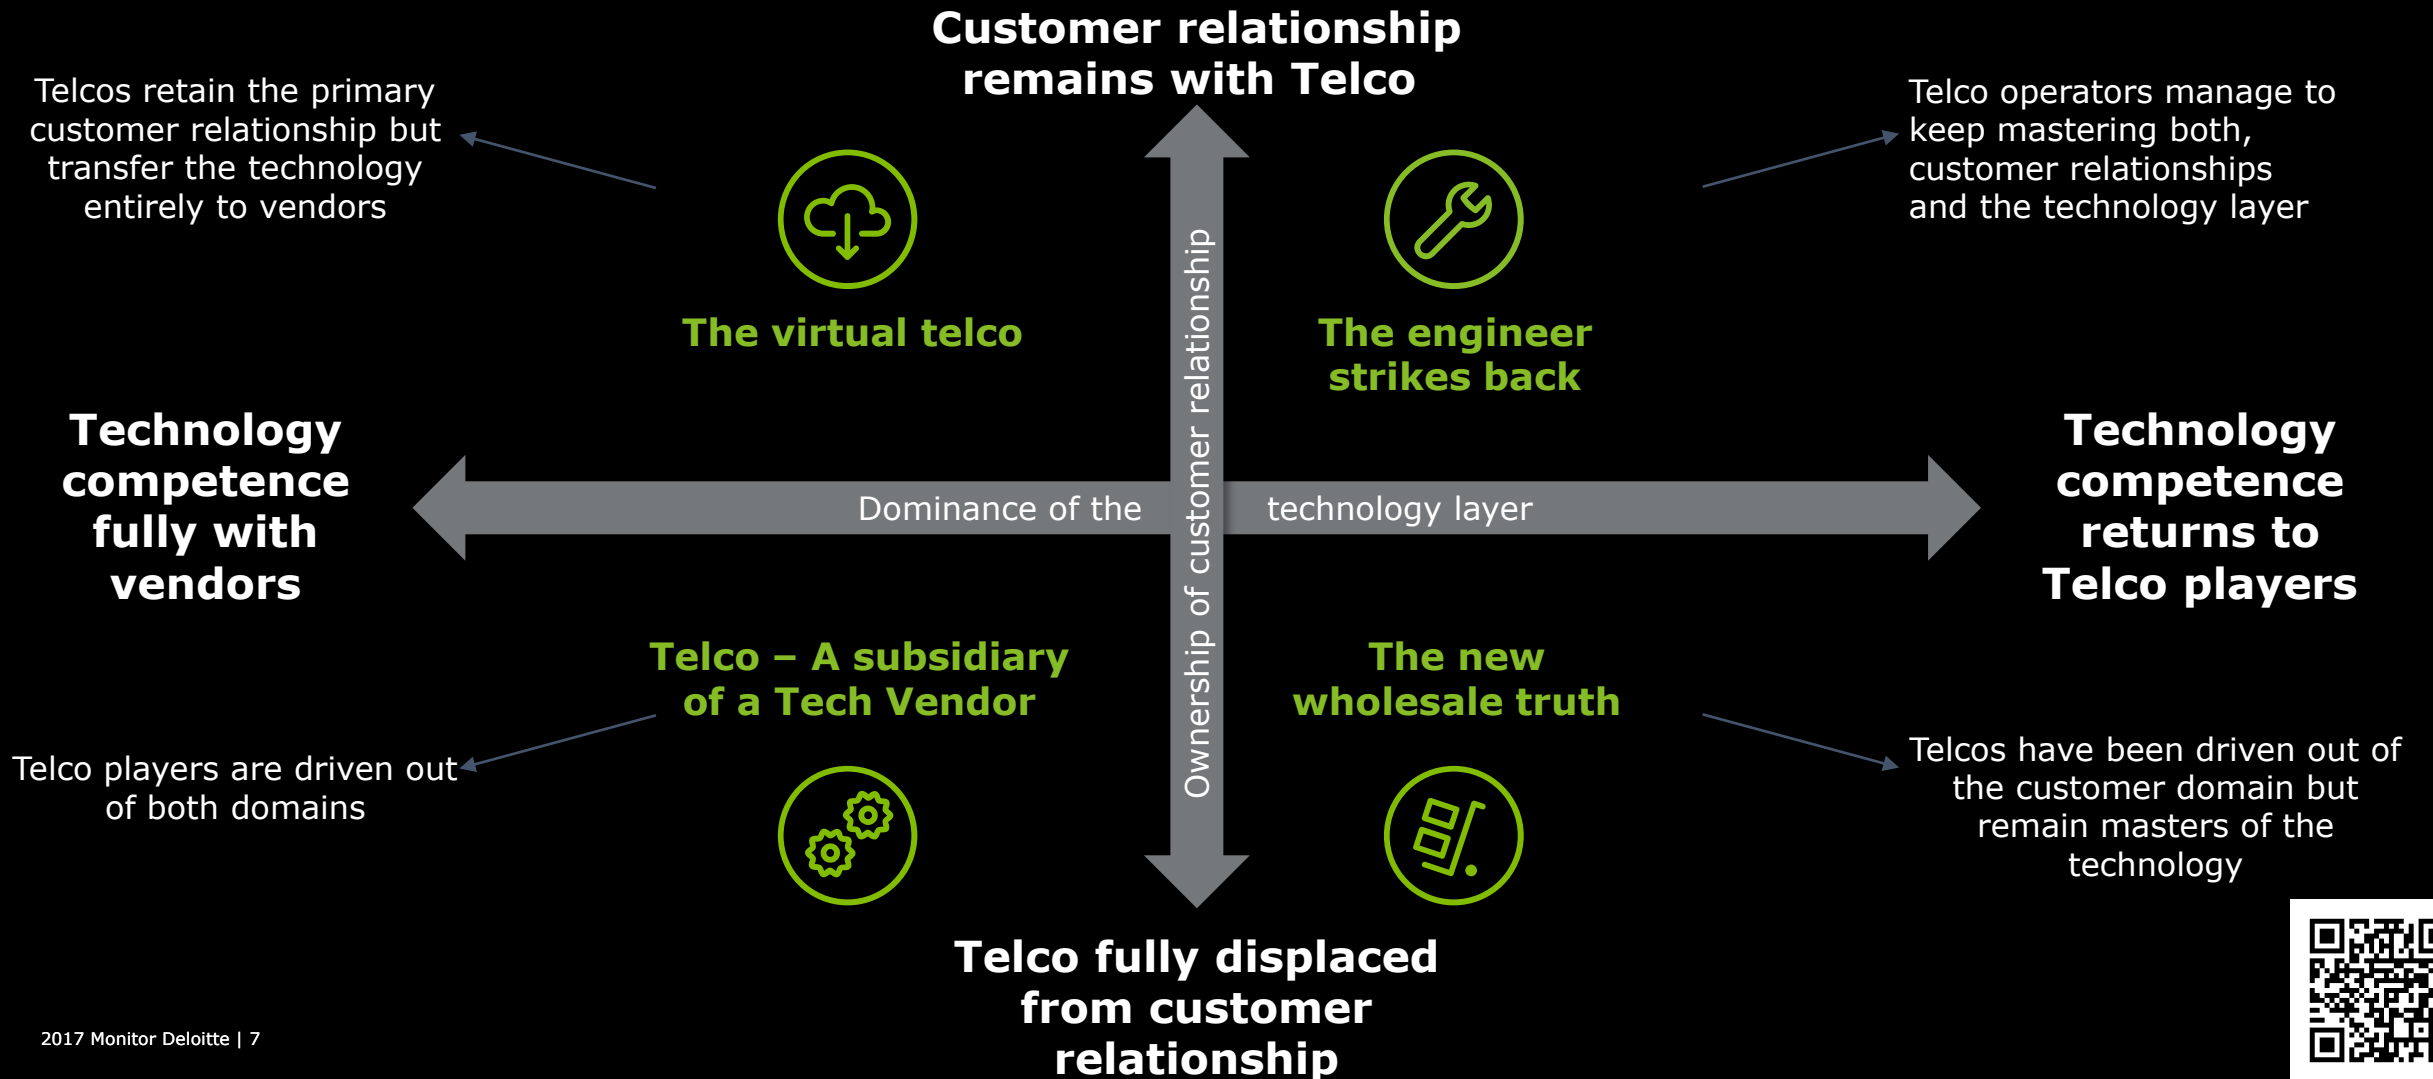 Customer relationship
remains with Telco
Telcos retain the primary
customer relationship but
transfer the technology
entirely to vendors
Telco operators manage to
keep mastering both,
customer relationships
and the technology layer
The virtual telco
The engineer
strikes back
Technology
competence
fully with
vendors
Dominance of the technology layer
Ownership of customer relationship
Technology
competence
returns to
Telco players
Telco – A subsidiary
of a Tech Vendor
The new
wholesale truth
Telco players are driven out
of both domains
Telcos have been driven out of
the customer domain but
remain masters of the
technology
Telco fully displaced
from customer
relationship
2017 Monitor Deloitte | 7